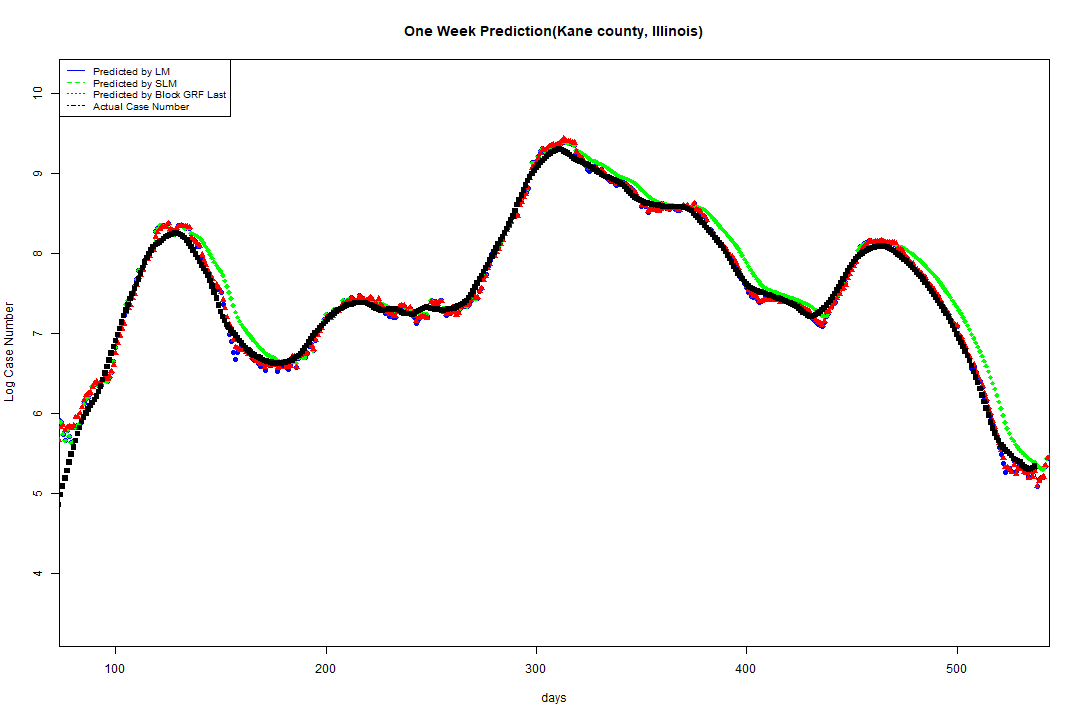 One Week Prediction(Kane county, Illinois)
Predicted by LM
Predicted by SLM
Predicted by Block GRF Last
Actual Case Number
10
9
8
7
6
5
4
Log Case Number
100 200 300 400 500
days